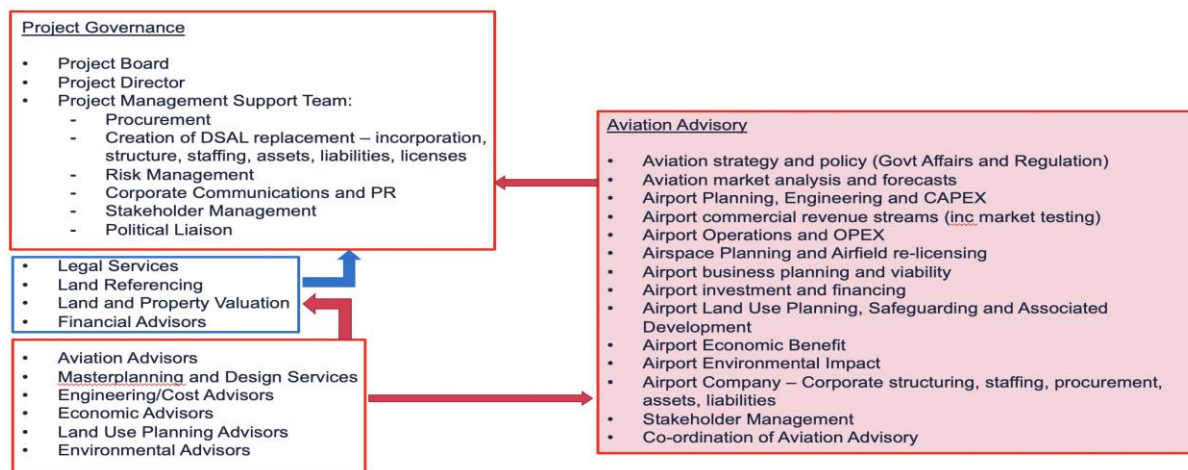 Project Governance
• Project Board
• Project Director
• Project Management Support Team:
- Procurement
- Creation of DSAL replacement – incorporation,
structure, staffing, assets, liabilities, licenses
- Risk Management
- Corporate Communications and PR
- Stakeholder Management
- Political Liaison
• Legal Services
• Land Referencing
• Land and Property Valuation
• Financial Advisors
• Aviation Advisors
• Masterplanning and Design Services
• Engineering/Cost Advisors
• Economic Advisors
• Land Use Planning Advisors
• Environmental Advisors
Aviation Advisory
• Aviation strategy and policy (Govt Affairs and Regulation)
• Aviation market analysis and forecasts
• Airport Planning, Engineering and CAPEX
• Airport commercial revenue streams (inc market testing)
• Airport Operations and OPEX
• Airspace Planning and Airfield re-licensing
• Airport business planning and viability
• Airport investment and financing
• Airport Land Use Planning, Safeguarding and Associated
Development
• Airport Economic Benefit
• Airport Environmental Impact
• Airport Company – Corporate structuring, staffing, procurement,
assets, liabilities
• Stakeholder Management
• Co-ordination of Aviation Advisory